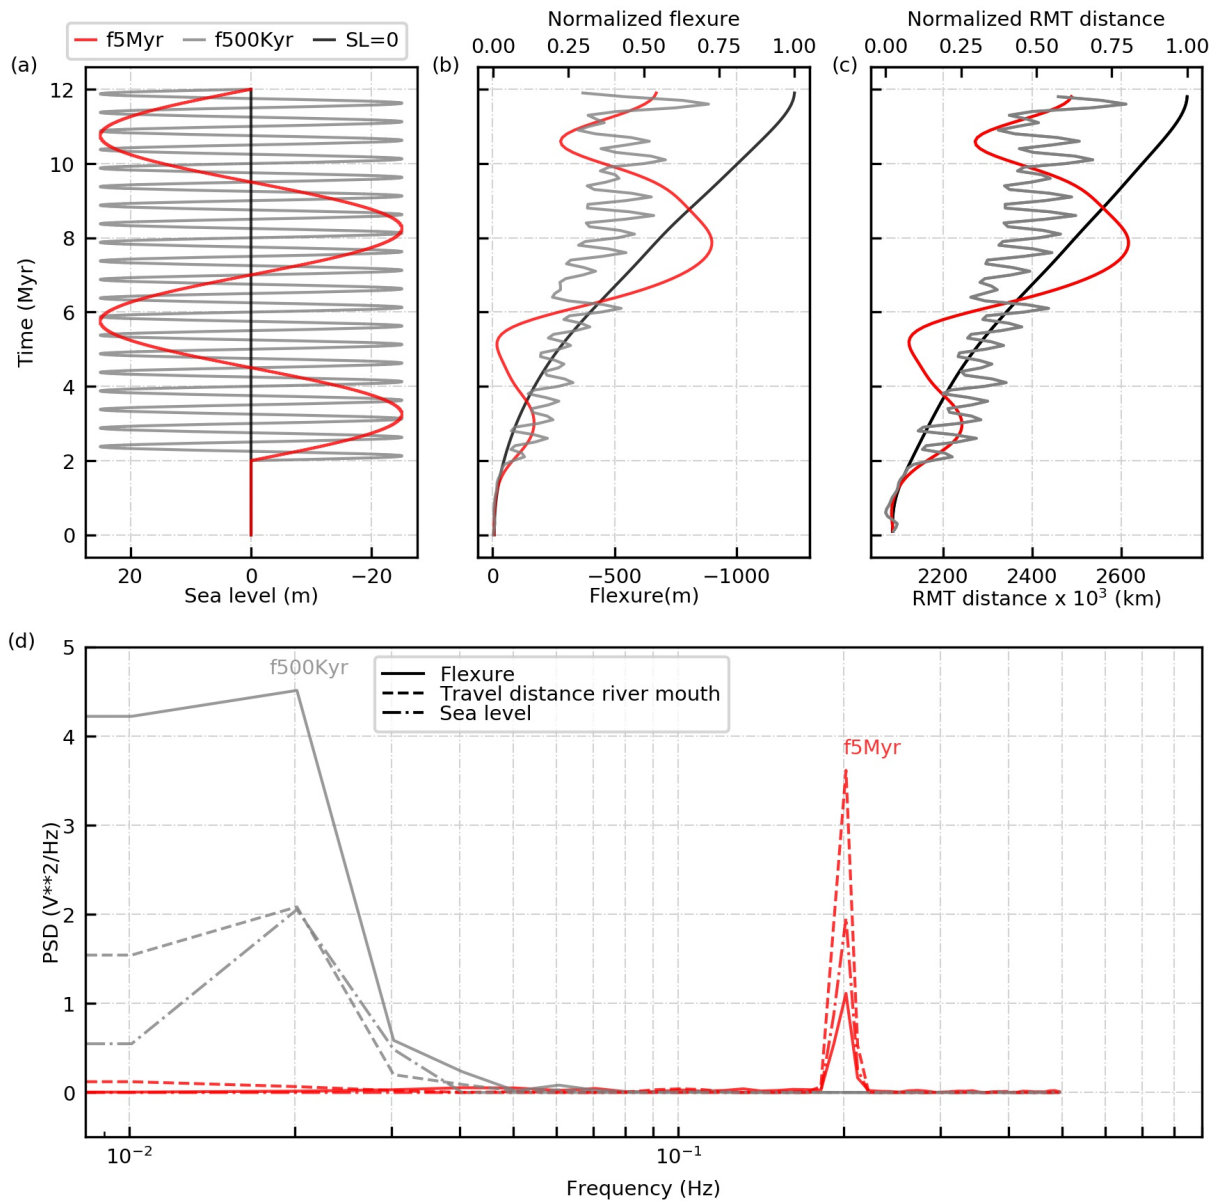 Normalized flexure
Normalized RMT distance
0.00 0.25 0.50 0.75 1.00
0.00 0.25 0.50 0.75 1.00
f5Myr f500Kyr SL=0
(a)
(b)
(c)
12
10
8
6
4
2
0
Time (Myr)
20 0 −20
0 −500 −1000
2200 2400 2600
Sea level (m)
Flexure(m)
RMT distance x 10³ (km)
(d)
5
4
3
2
1
0
PSD (V**2/Hz)
f500Kyr
Flexure
Travel distance river mouth
Sea level
f5Myr
10⁻² 10⁻¹
Frequency (Hz)